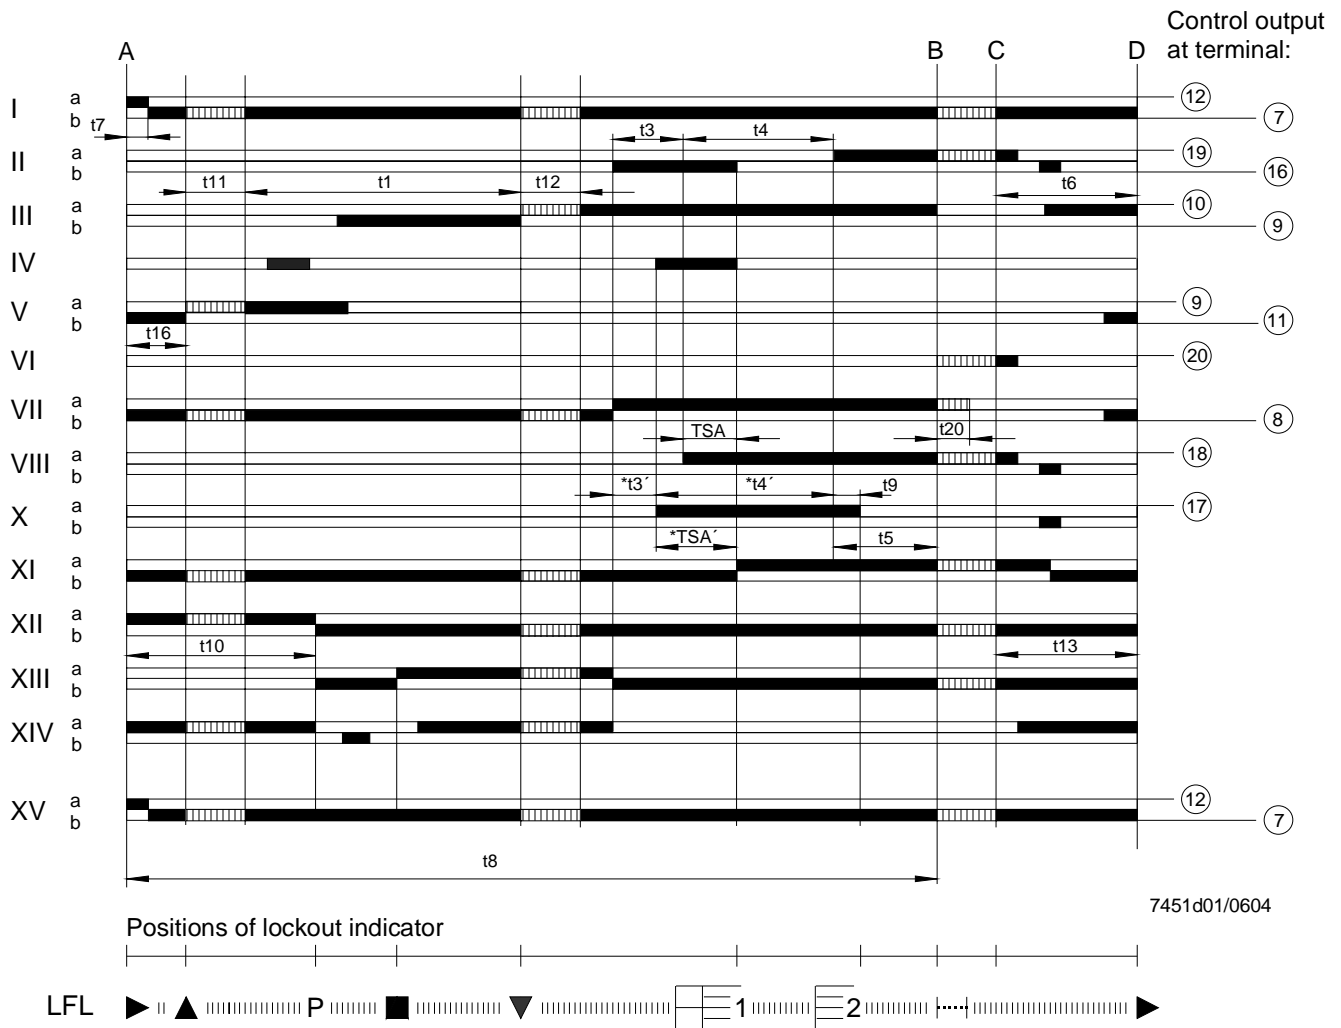 Control output
at terminal:
A B C D
I a 12
b 7
t7 t3 t4
II a 19
b 16
t11 t1 t12 t6
III a 10
b 9
IV
V a 9
b 11
t16
VI 20
VII a
b 8
TSA t20
VIII a 18
b
*t3´ *t4´ t9
X a 17
b
*TSA´ t5
XI a
b
XII a
b
t10 t13
XIII a
b
XIV a
b
XV a 12
b 7
t8
7451d01/0604
Positions of lockout indicator
LFL P 1 2